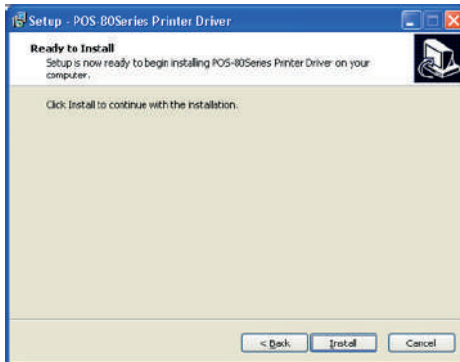 Setup - POS-80Series Printer Driver
Ready to Install
Setup is now ready to begin installing POS-80Series Printer Driver on your
computer.
Click Install to continue with the installation.
< Back
Install
Cancel